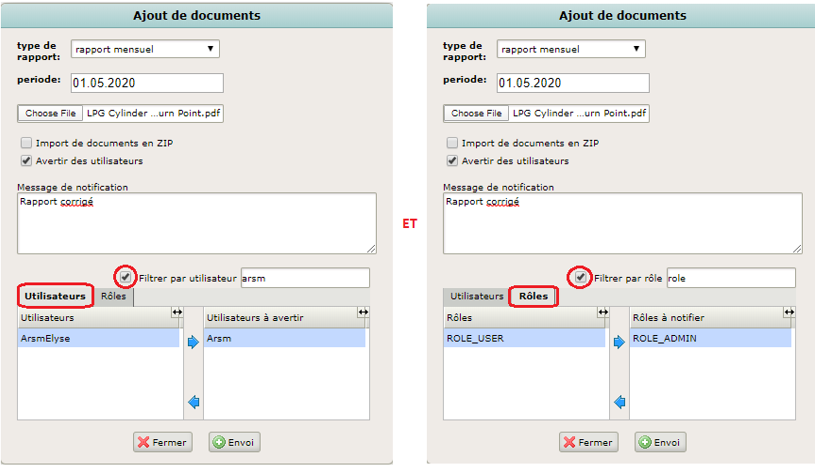 Ajout de documents
type de
rapport:
rapport mensuel
periode:
01.05.2020
Choose File
LPG Cylinder ...urn Point.pdf
Import de documents en ZIP
Avertir des utilisateurs
Message de notification
Rapport corrigé
Filtrer par utilisateur
arsm
Utilisateurs
Rôles
Utilisateurs
Utilisateurs à avertir
ArsmElyse
Arsm
Fermer
Envoi
ET
Ajout de documents
type de
rapport:
rapport mensuel
periode:
01.05.2020
Choose File
LPG Cylinder ...urn Point.pdf
Import de documents en ZIP
Avertir des utilisateurs
Message de notification
Rapport corrigé
Filtrer par rôle
role
Utilisateurs
Rôles
Rôles
Rôles à notifier
ROLE_USER
ROLE_ADMIN
Fermer
Envoi